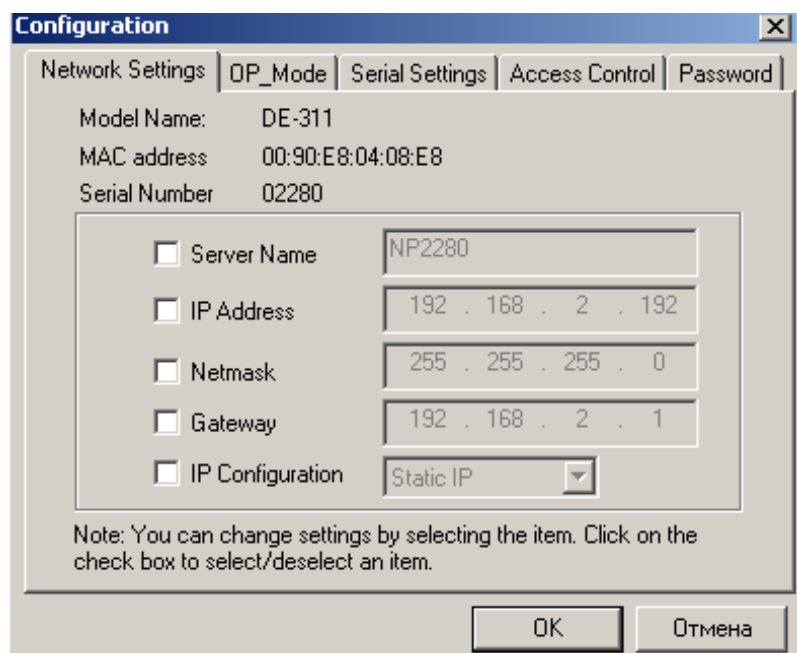 Configuration
Network Settings OP_Mode Serial Settings Access Control Password
Model Name: DE-311
MAC address 00:90:E8:04:08:E8
Serial Number 02280
Server Name NP2280
IP Address 192 . 168 . 2 . 192
Netmask 255 . 255 . 255 . 0
Gateway 192 . 168 . 2 . 1
IP Configuration Static IP
Note: You can change settings by selecting the item. Click on the
check box to select/deselect an item.
OK Отмена